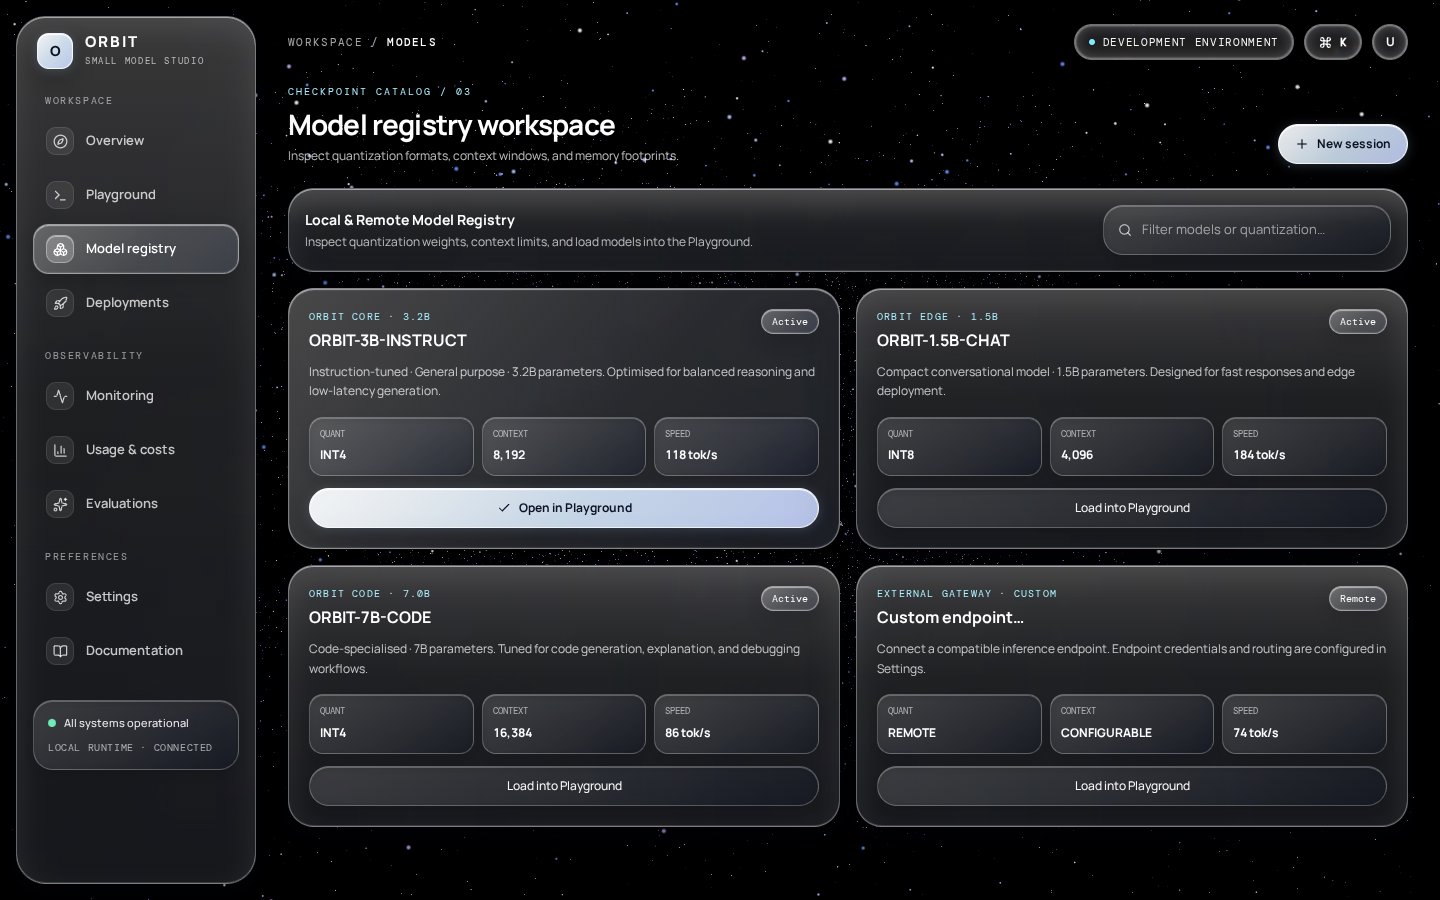 O
ORBIT
SMALL MODEL STUDIO
WORKSPACE
Overview
Playground
Model registry
Deployments
OBSERVABILITY
Monitoring
Usage & costs
Evaluations
PREFERENCES
Settings
Documentation
All systems operational
LOCAL RUNTIME · CONNECTED
WORKSPACE / MODELS
DEVELOPMENT ENVIRONMENT
⌘ K
U
CHECKPOINT CATALOG / 03
Model registry workspace
Inspect quantization formats, context windows, and memory footprints.
New session
Local & Remote Model Registry
Inspect quantization weights, context limits, and load models into the Playground.
Filter models or quantization...
ORBIT CORE · 3.2B
Active
ORBIT-3B-INSTRUCT
Instruction-tuned · General purpose · 3.2B parameters. Optimised for balanced reasoning and
low-latency generation.
QUANT
CONTEXT
SPEED
INT4
8,192
118 tok/s
Open in Playground
ORBIT EDGE · 1.5B
Active
ORBIT-1.5B-CHAT
Compact conversational model · 1.5B parameters. Designed for fast responses and edge
deployment.
QUANT
CONTEXT
SPEED
INT8
4,096
184 tok/s
Load into Playground
ORBIT CODE · 7.0B
Active
ORBIT-7B-CODE
Code-specialised · 7B parameters. Tuned for code generation, explanation, and debugging
workflows.
QUANT
CONTEXT
SPEED
INT4
16,384
86 tok/s
Load into Playground
EXTERNAL GATEWAY · CUSTOM
Remote
Custom endpoint...
Connect a compatible inference endpoint. Endpoint credentials and routing are configured in
Settings.
QUANT
CONTEXT
SPEED
REMOTE
CONFIGURABLE
74 tok/s
Load into Playground